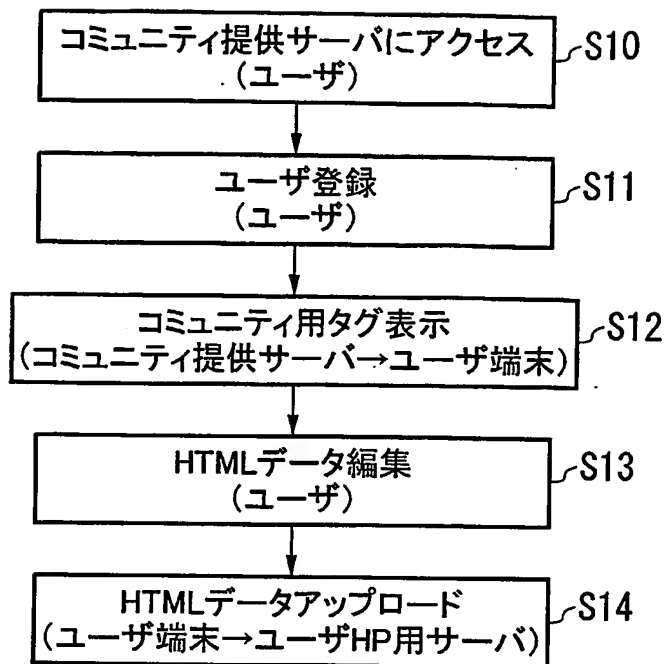 コミュニティ提供サーバにアクセス
(ユーザ)
S10
ユーザ登録
(ユーザ)
S11
コミュニティ用タグ表示
(コミュニティ提供サーバ→ユーザ端末)
S12
HTMLデータ編集
(ユーザ)
S13
HTMLデータアップロード
(ユーザ端末→ユーザHP用サーバ)
S14